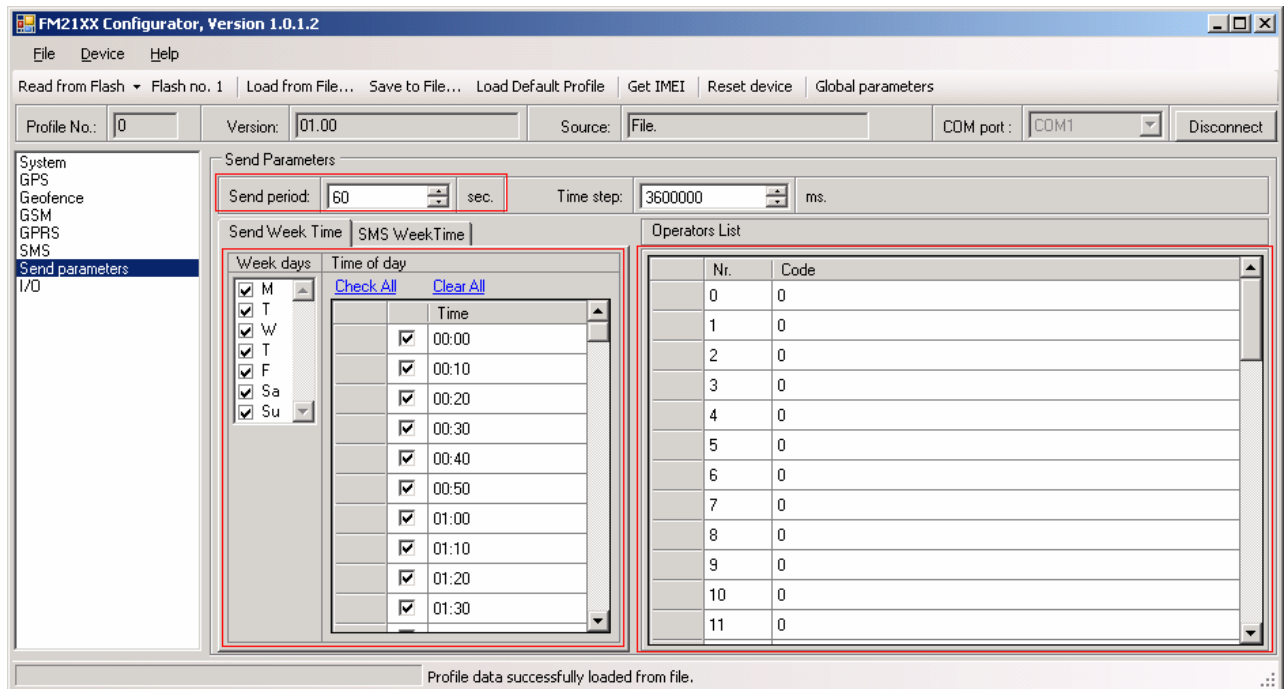 FM21XX Configurator, Version 1.0.1.2
File Device Help
Read from Flash Flash no. 1 Load from File... Save to File... Load Default Profile Get IMEI Reset device Global parameters
Profile No.: 0 Version: 01.00 Source: File. COM port : COM1 Disconnect
System
GPS
Geofence
GSM
GPRS
SMS
Send parameters
I/O
Send Parameters
Send period: 60 sec. Time step: 3600000 ms.
Send Week Time SMS WeekTime
Week days
M
T
W
T
F
Sa
Su
Time of day
Check All Clear All
Time
00:00
00:10
00:20
00:30
00:40
00:50
01:00
01:10
01:20
01:30
Operators List
Nr. Code
0 0
1 0
2 0
3 0
4 0
5 0
6 0
7 0
8 0
9 0
10 0
11 0
Profile data successfully loaded from file.